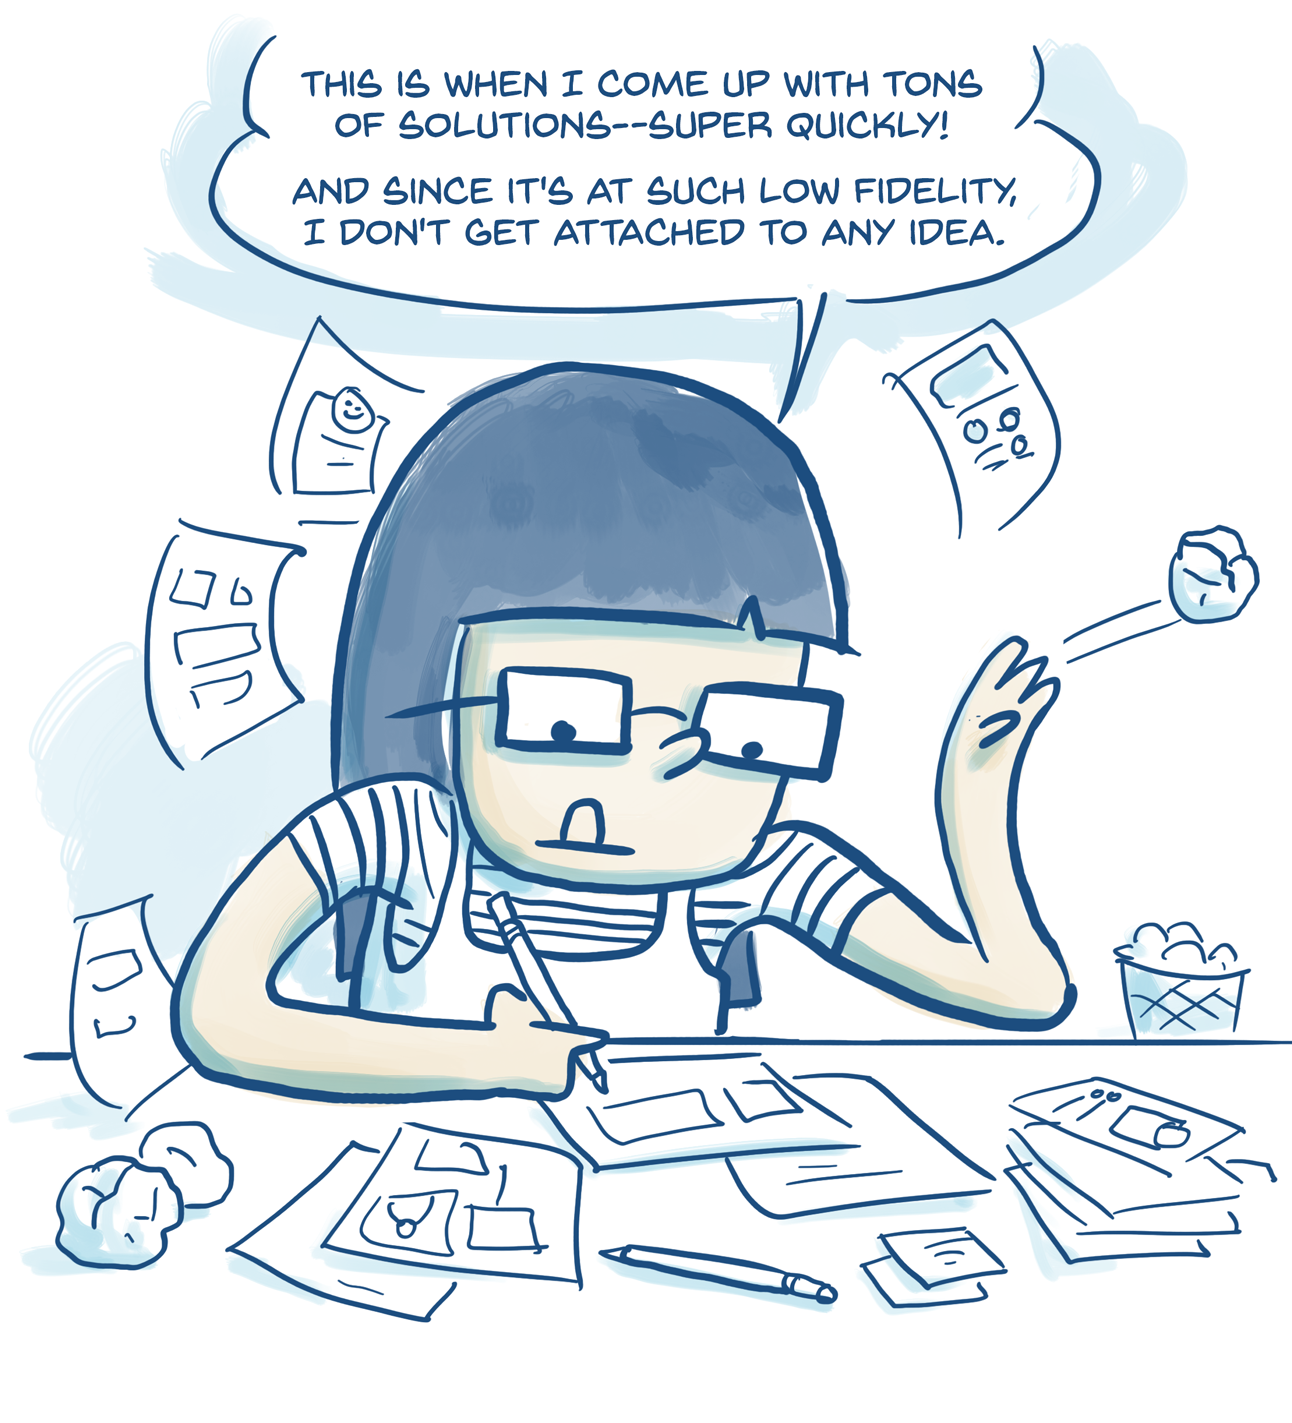 THIS IS WHEN I COME UP WITH TONS
OF SOLUTIONS--SUPER QUICKLY!
AND SINCE IT'S AT SUCH LOW FIDELITY,
I DON'T GET ATTACHED TO ANY IDEA.